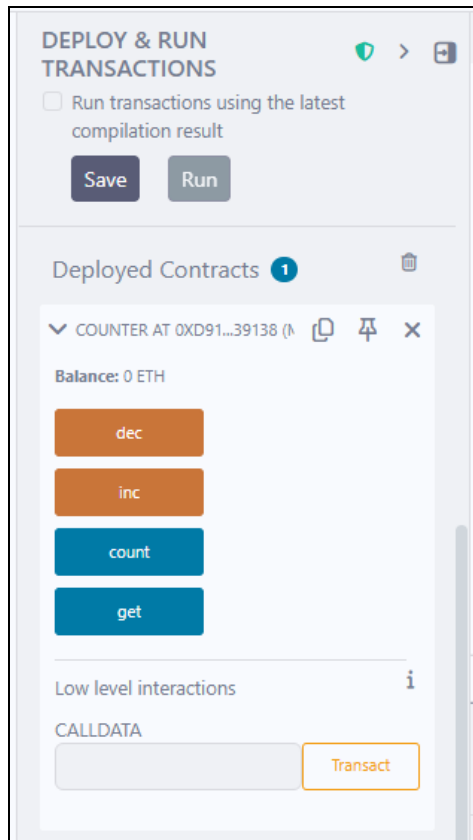 DEPLOY & RUN
TRANSACTIONS
Run transactions using the latest
compilation result
Save
Run
Deployed Contracts 1
COUNTER AT 0XD91...39138 (M
Balance: 0 ETH
dec
inc
count
get
Low level interactions
i
CALLDATA
Transact